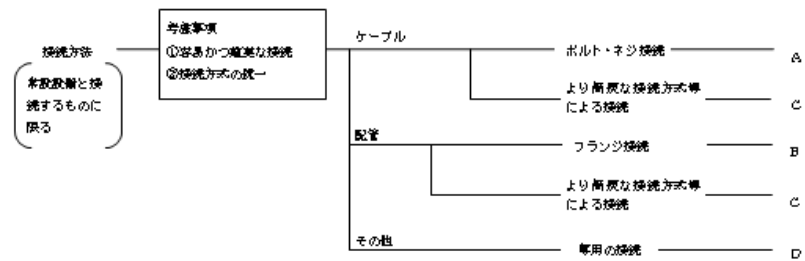 接続方法
常設設備と接
続するものに
限る
考慮事項
①容易かつ確実な接続
②接続方式の統一
ケーブル
ボルト・ネジ接続
A
より簡便な接続方式等
による接続
C
配管
フランジ接続
B
より簡便な接続方式等
による接続
C
その他
専用の接続
D